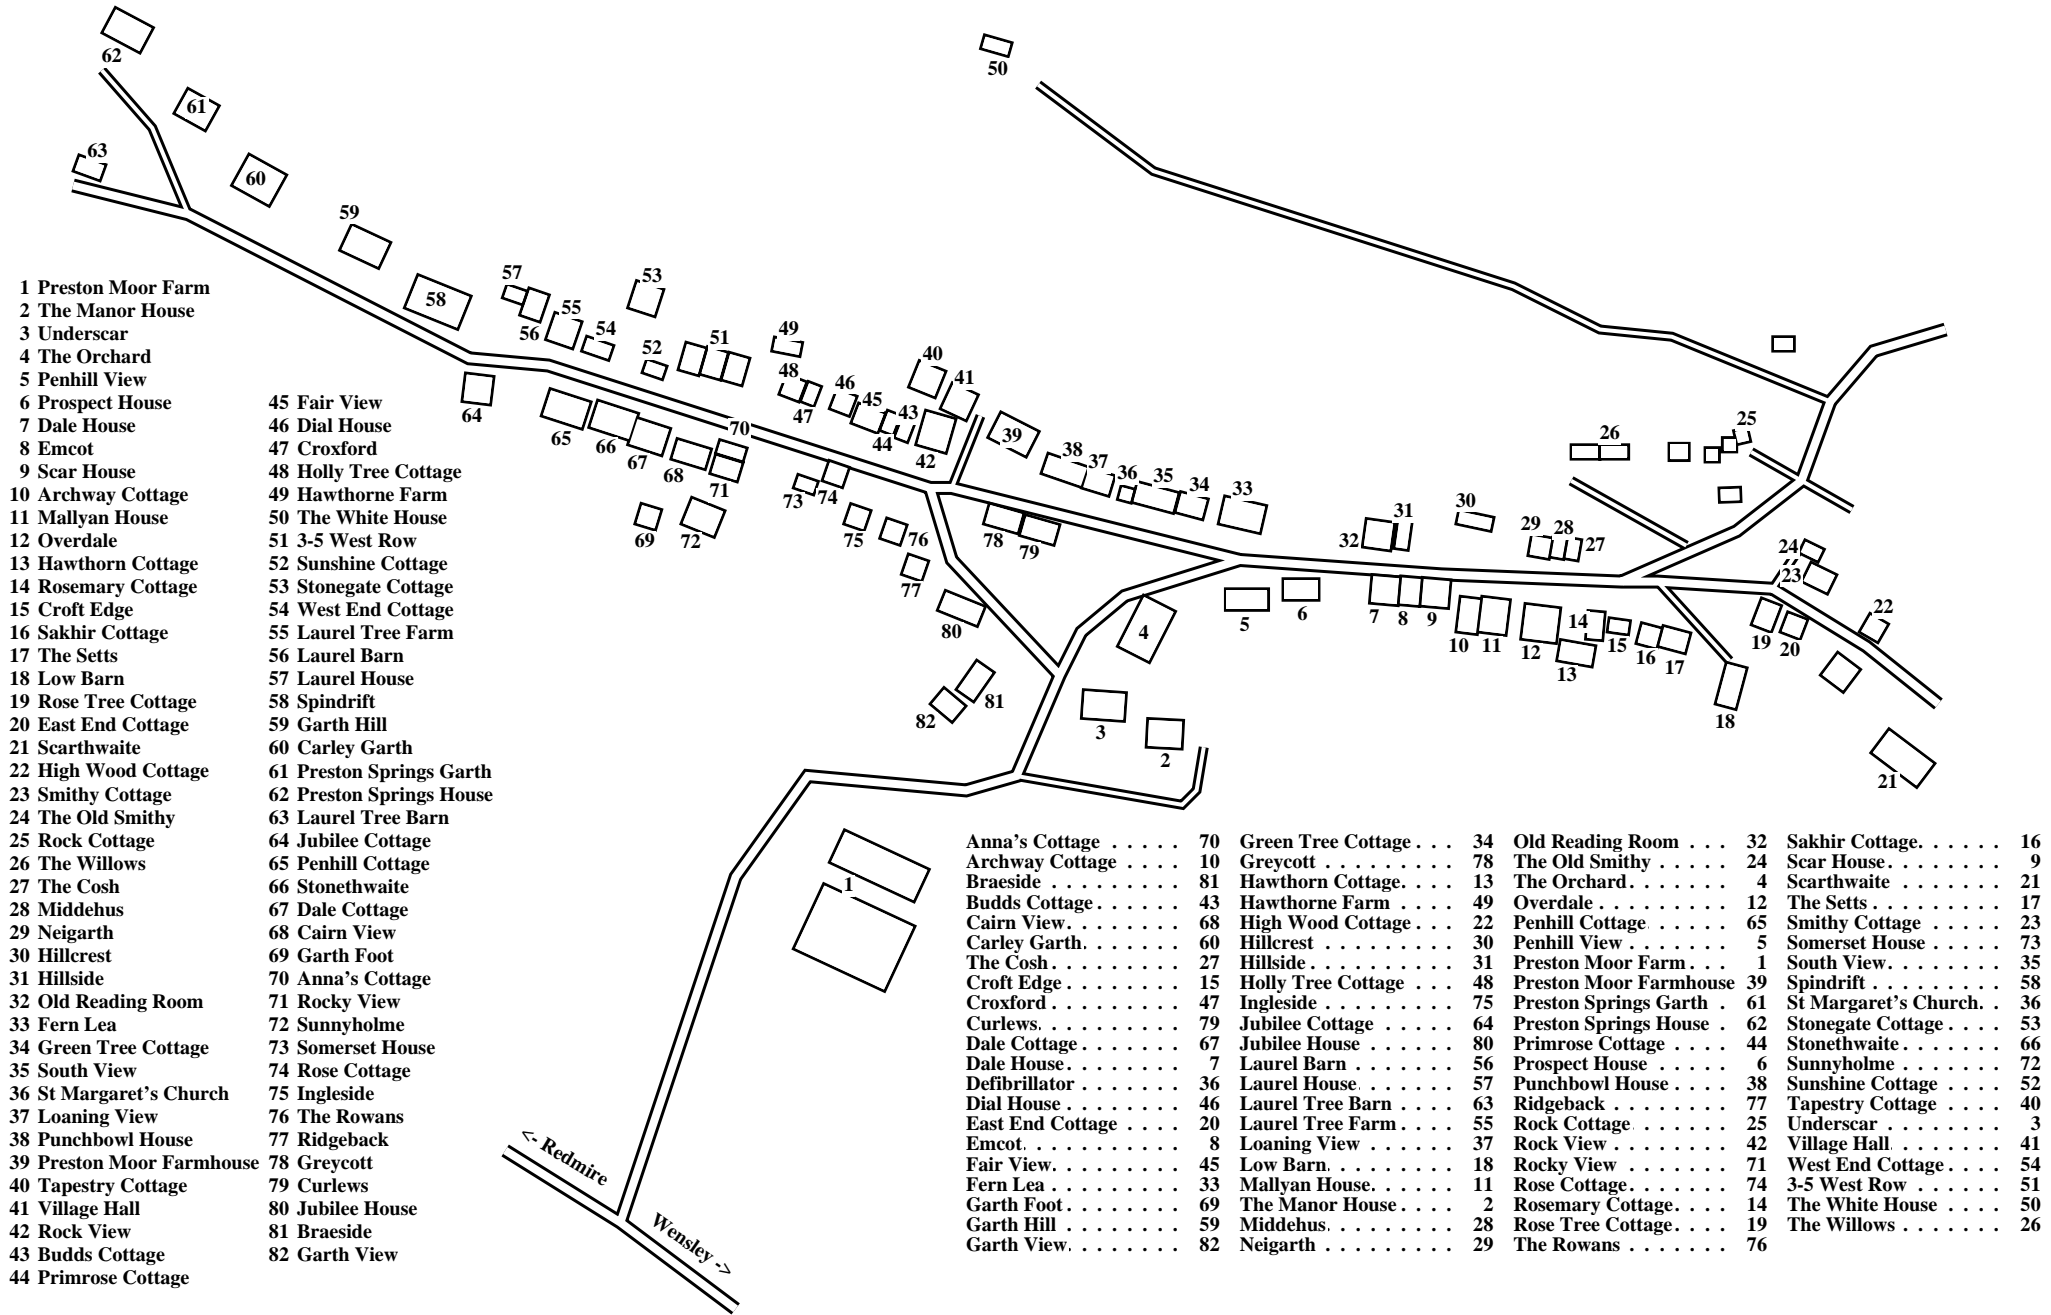 62
50
61
63
60
59
57
53
58
55
56
54
52
51
49
48
47
46
45
44
43
40
41
42
39
38
37
36
35
34
33
32
31
30
29
28
27
26
25
24
23
22
64
65
66
67
68
70
71
69
72
73
74
75
76
77
78
79
80
81
82
4
5
6
7
8
9
10
11
12
13
14
15
16
17
18
19
20
21
3
2
1
<- Redmire
Wensley ->
1 Preston Moor Farm
2 The Manor House
3 Underscar
4 The Orchard
5 Penhill View
6 Prospect House
7 Dale House
8 Emcot
9 Scar House
10 Archway Cottage
11 Mallyan House
12 Overdale
13 Hawthorn Cottage
14 Rosemary Cottage
15 Croft Edge
16 Sakhir Cottage
17 The Setts
18 Low Barn
19 Rose Tree Cottage
20 East End Cottage
21 Scarthwaite
22 High Wood Cottage
23 Smithy Cottage
24 The Old Smithy
25 Rock Cottage
26 The Willows
27 The Cosh
28 Middehus
29 Neigarth
30 Hillcrest
31 Hillside
32 Old Reading Room
33 Fern Lea
34 Green Tree Cottage
35 South View
36 St Margaret's Church
37 Loaning View
38 Punchbowl House
39 Preston Moor Farmhouse
40 Tapestry Cottage
41 Village Hall
42 Rock View
43 Budds Cottage
44 Primrose Cottage
45 Fair View
46 Dial House
47 Croxford
48 Holly Tree Cottage
49 Hawthorne Farm
50 The White House
51 3-5 West Row
52 Sunshine Cottage
53 Stonegate Cottage
54 West End Cottage
55 Laurel Tree Farm
56 Laurel Barn
57 Laurel House
58 Spindrift
59 Garth Hill
60 Carley Garth
61 Preston Springs Garth
62 Preston Springs House
63 Laurel Tree Barn
64 Jubilee Cottage
65 Penhill Cottage
66 Stonethwaite
67 Dale Cottage
68 Cairn View
69 Garth Foot
70 Anna's Cottage
71 Rocky View
72 Sunnyholme
73 Somerset House
74 Rose Cottage
75 Ingleside
76 The Rowans
77 Ridgeback
78 Greycott
79 Curlews
80 Jubilee House
81 Braeside
82 Garth View
Anna's Cottage . . . . . 70
Archway Cottage . . . . 10
Braeside . . . . . . . . . 81
Budds Cottage . . . . . . 43
Cairn View. . . . . . . . 68
Carley Garth. . . . . . . 60
The Cosh . . . . . . . . . 27
Croft Edge . . . . . . . . 15
Croxford . . . . . . . . . 47
Curlews. . . . . . . . . . 79
Dale Cottage . . . . . . . 67
Dale House . . . . . . . . 7
Defibrillator . . . . . . . 36
Dial House . . . . . . . . 46
East End Cottage . . . . 20
Emcot. . . . . . . . . . . 8
Fair View. . . . . . . . . 45
Fern Lea . . . . . . . . . 33
Garth Foot . . . . . . . . 69
Garth Hill . . . . . . . . 59
Garth View. . . . . . . . 82
Green Tree Cottage . . . 34
Greycott . . . . . . . . . 78
Hawthorn Cottage. . . . 13
Hawthorne Farm . . . . 49
High Wood Cottage . . . 22
Hillcrest . . . . . . . . . 30
Hillside . . . . . . . . . . 31
Holly Tree Cottage . . . 48
Ingleside . . . . . . . . . 75
Jubilee Cottage . . . . . 64
Jubilee House . . . . . . 80
Laurel Barn . . . . . . . 56
Laurel House . . . . . . . 57
Laurel Tree Barn . . . . 63
Laurel Tree Farm . . . . 55
Loaning View . . . . . . 37
Low Barn. . . . . . . . . 18
Mallyan House. . . . . . 11
The Manor House . . . . 2
Middehus. . . . . . . . . 28
Neigarth . . . . . . . . . 29
Old Reading Room . . . 32
The Old Smithy . . . . . 24
The Orchard . . . . . . . 4
Overdale . . . . . . . . . 12
Penhill Cottage . . . . . 65
Penhill View . . . . . . . 5
Preston Moor Farm . . . 1
Preston Moor Farmhouse 39
Preston Springs Garth . 61
Preston Springs House . 62
Primrose Cottage . . . . 44
Prospect House . . . . . 6
Punchbowl House . . . . 38
Ridgeback . . . . . . . . 77
Rock Cottage. . . . . . . 25
Rock View . . . . . . . . 42
Rocky View . . . . . . . 71
Rose Cottage . . . . . . . 74
Rosemary Cottage . . . . 14
Rose Tree Cottage. . . . 19
The Rowans . . . . . . . 76
Sakhir Cottage. . . . . . 16
Scar House . . . . . . . . 9
Scarthwaite . . . . . . . 21
The Setts . . . . . . . . . 17
Smithy Cottage . . . . . 23
Somerset House . . . . . 73
South View. . . . . . . . 35
Spindrift . . . . . . . . . 58
St Margaret's Church. . 36
Stonegate Cottage . . . . 53
Stonethwaite . . . . . . . 66
Sunnyholme . . . . . . . 72
Sunshine Cottage . . . . 52
Tapestry Cottage . . . . 40
Underscar . . . . . . . . 3
Village Hall . . . . . . . 41
West End Cottage . . . . 54
3-5 West Row . . . . . . 51
The White House . . . . 50
The Willows . . . . . . . 26